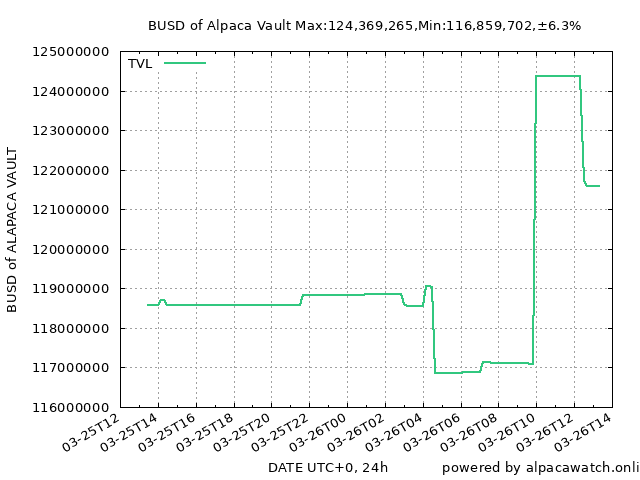 BUSD of Alpaca Vault Max:124,369,265,Min:116,859,702,±6.3%
TVL
BUSD of ALAPACA VAULT
125000000
124000000
123000000
122000000
121000000
120000000
119000000
118000000
117000000
116000000
03-25T12
03-25T14
03-25T16
03-25T18
03-25T20
03-25T22
03-26T00
03-26T02
03-26T04
03-26T06
03-26T08
03-26T10
03-26T12
03-26T14
DATE UTC+0, 24h
powered by alpacawatch.onli